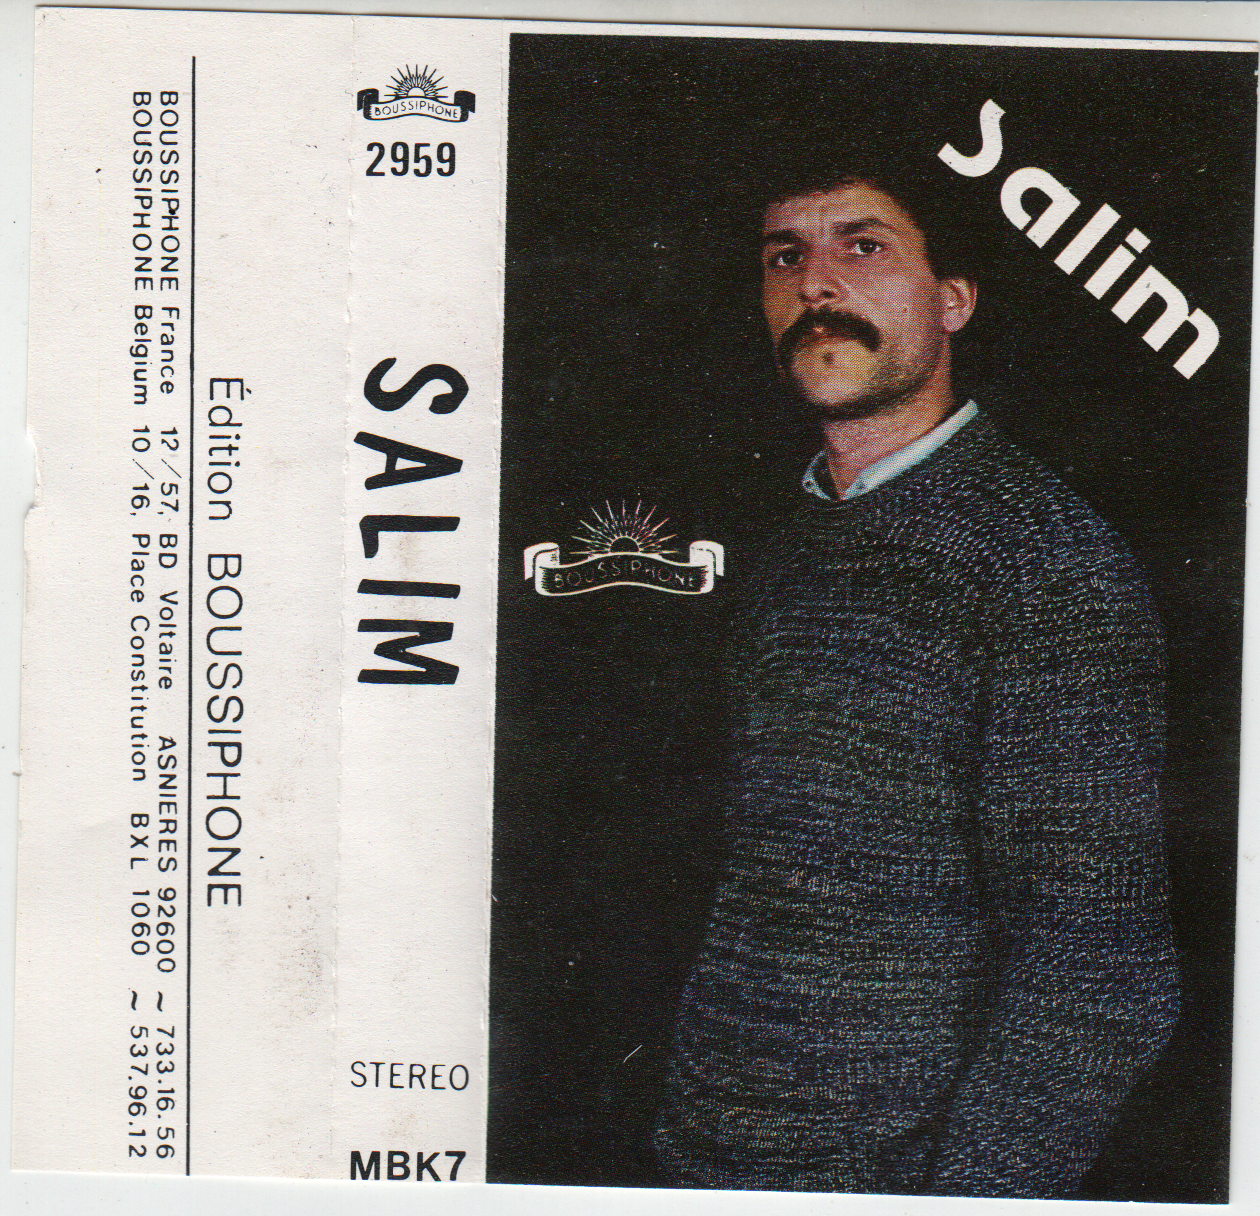 BOUSSIPHONE
2959
SALIM
STEREO
MBK7
Salim
BOUSSIPHONE
Édition BOUSSIPHONE
BOUSSIPHONE France 12/57, BD Voltaire ASNIERES 92600 ~ 733.16.56
BOUSSIPHONE Belgium 10/16, Place Constitution BXL 1060 ~ 537.96.12